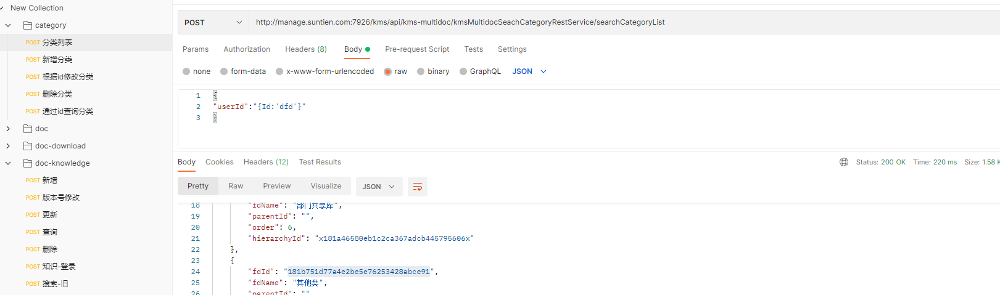 New Collection
category
POST 分类列表
POST 新增分类
POST 根据id修改分类
POST 删除分类
POST 通过id查询分类
doc
doc-download
doc-knowledge
POST 新增
POST 版本号修改
POST 更新
POST 查询
POST 删除
POST 知识-登录
POST 搜索-旧
POST http://manage.suntien.com:7926/kms/api/kms-multidoc/kmsMultidocSeachCategoryRestService/searchCategoryList
Params Authorization Headers (8) Body Pre-request Script Tests Settings
none form-data x-www-form-urlencoded raw binary GraphQL JSON
1 {
2 "userId":"{Id:'dfd'}"
3 }
Body Cookies Headers (12) Test Results Status: 200 OK Time: 220 ms Size: 1.58 K
Pretty Raw Preview Visualize JSON
18 "fdName": "部门共享库",
19 "parentId": "",
20 "order": 6,
21 "hierarchyId": "x181a46580eb1c2ca367adcb445795606x"
22 },
23 {
24 "fdId": "181b751d77a4e2be5e76253428abce91",
25 "fdName": "其他类",
26 "parentId": ""